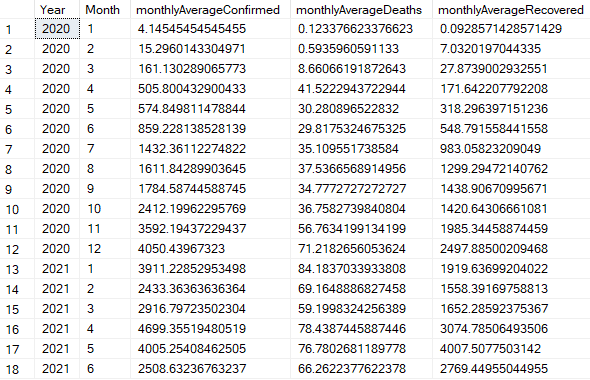 Year Month monthlyAverageConfirmed monthlyAverageDeaths monthlyAverageRecovered
1 2020 1 4.14545454545455 0.123376623376623 0.0928571428571429
2 2020 2 15.2960143304971 0.5935960591133 7.0320197044335
3 2020 3 161.130289065773 8.66066191872643 27.8739002932551
4 2020 4 505.800432900433 41.5222943722944 171.642207792208
5 2020 5 574.849811478844 30.280896522832 318.296397151236
6 2020 6 859.228138528139 29.8175324675325 548.791558441558
7 2020 7 1432.36112274822 35.109551738584 983.05823209049
8 2020 8 1611.84289903645 37.5366568914956 1299.29472140762
9 2020 9 1784.58744588745 34.7772727272727 1438.90670995671
10 2020 10 2412.19962295769 36.7582739840804 1420.64306661081
11 2020 11 3592.19437229437 56.7634199134199 1985.34458874459
12 2020 12 4050.43967323 71.2182656053624 2497.88500209468
13 2021 1 3911.22852953498 84.1837033933808 1919.63699204022
14 2021 2 2433.36363636364 69.1648886827458 1558.39169758813
15 2021 3 2916.79723502304 59.1998324256389 1652.28592375367
16 2021 4 4699.35519480519 78.4387445887446 3074.78506493506
17 2021 5 4005.25408462505 76.7802681189778 4007.5077503142
18 2021 6 2508.63236763237 66.2622377622378 2769.44955044955